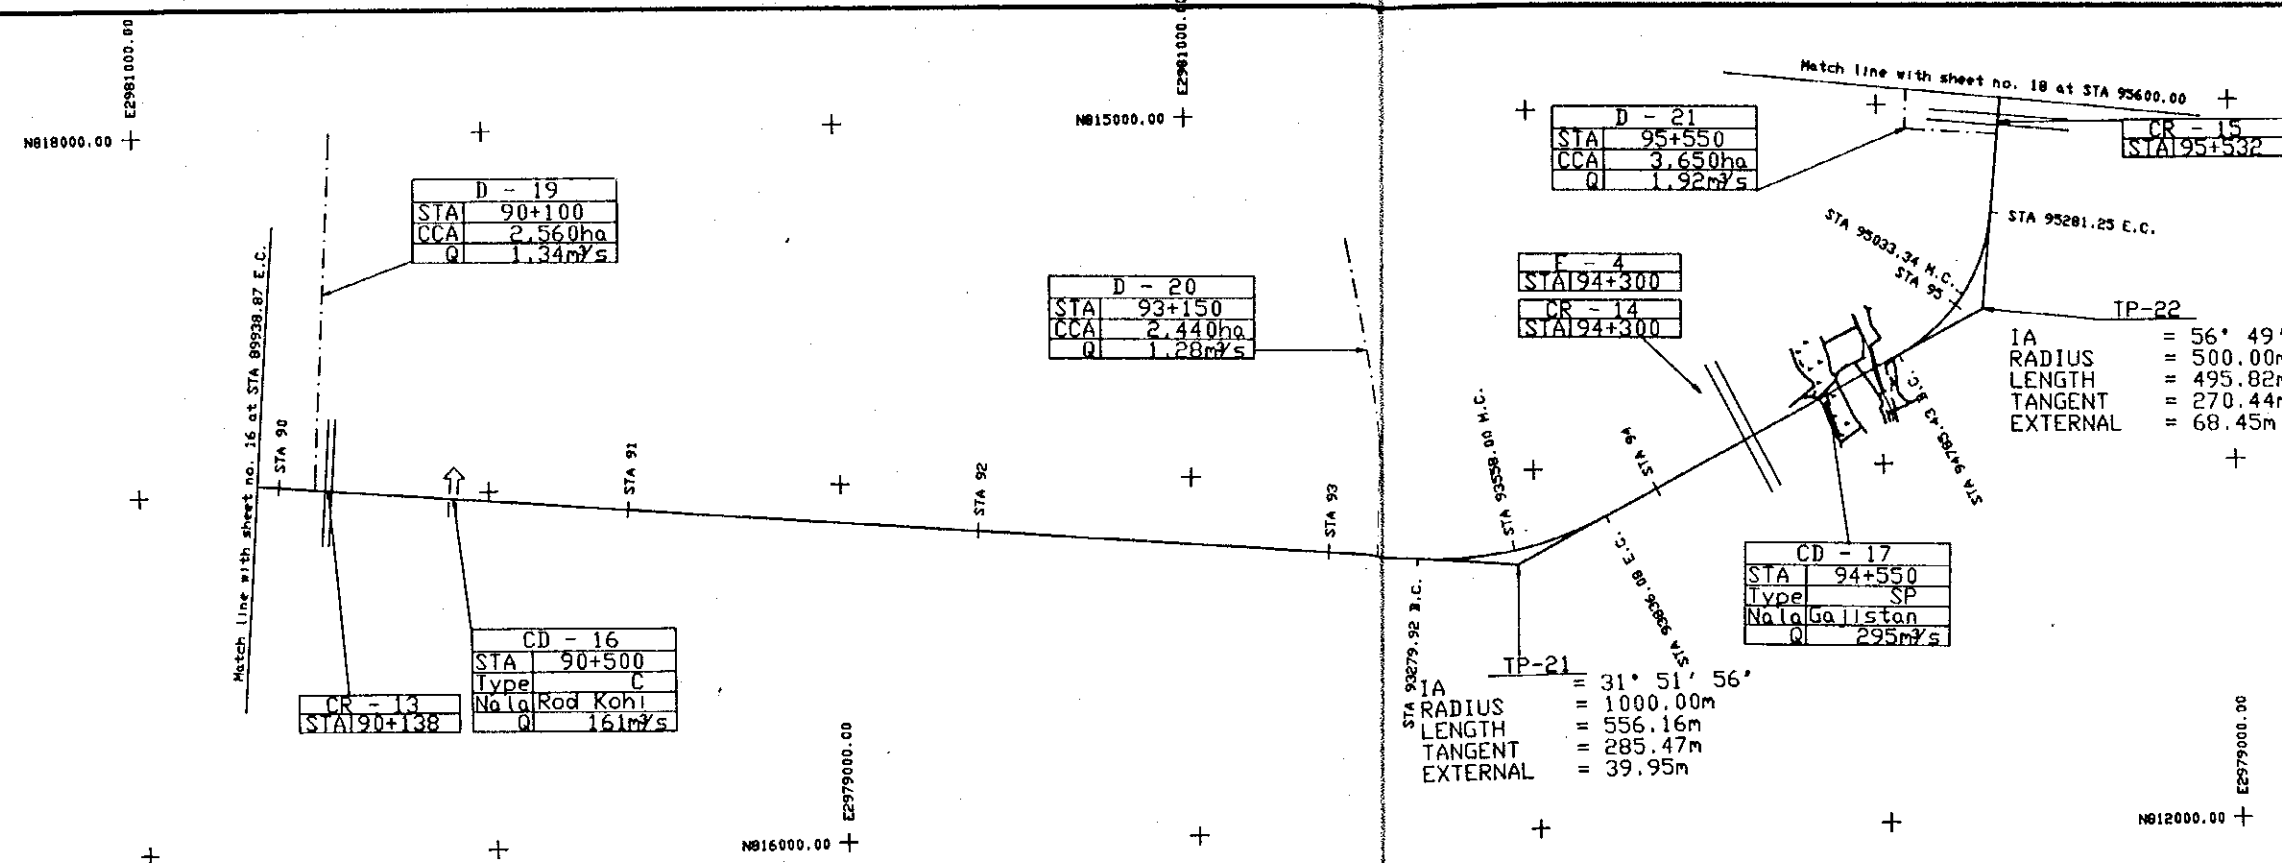 E2981000.00
N818000.00
E2981000.00
N815000.00
Match line with sheet no. 18 at STA 95600.00
D - 21
STA 95+550
CCA 3,650ha
Q 1.92m³/s
CR - 15
STA 95+532
D - 19
STA 90+100
CCA 2,560ha
Q 1.34m³/s
STA 95281.25 E.C.
STA 95033.34 M.C.
STA 95
Match line with sheet no. 16 at STA 89938.87 E.C.
D - 20
STA 93+150
CCA 2,440ha
Q 1.28m³/s
STA 94+300
CR - 14
STA 94+300
TP-22
IA = 56° 49'
RADIUS = 500.00m
LENGTH = 495.82m
TANGENT = 270.44m
EXTERNAL = 68.45m
STA 90
STA 91
STA 92
STA 93
STA 93558.00 M.C.
STA 94
STA 94785.43 B.C.
CD - 17
STA 94+550
Type SP
Nala Gajistan
Q 295m³/s
STA 93836.08 E.C.
STA 93279.92 B.C.
CD - 16
STA 90+500
Type C
Nala Rod Kohi
Q 161m³/s
CR - 13
STA 90+138
TP-21
IA = 31° 51' 56"
RADIUS = 1000.00m
LENGTH = 556.16m
TANGENT = 285.47m
EXTERNAL = 39.95m
E2979000.00
N816000.00
E2979000.00
N812000.00